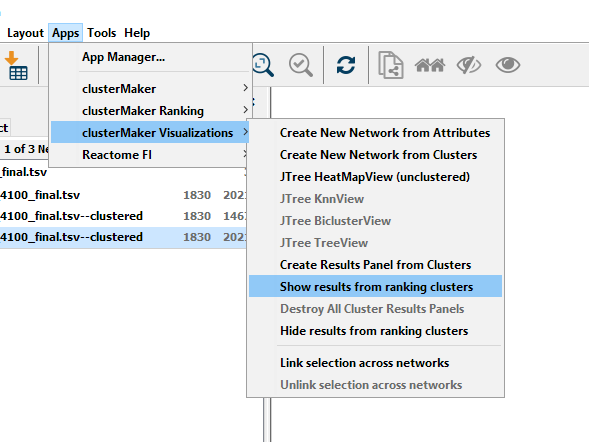 Layout Apps Tools Help
App Manager...
clusterMaker
clusterMaker Ranking
clusterMaker Visualizations
Reactome FI
ct
1 of 3 Ne
_final.tsv
4100_final.tsv 1830 2021
4100_final.tsv--clustered 1830 1463
4100_final.tsv--clustered 1830 2021
Create New Network from Attributes
Create New Network from Clusters
JTree HeatMapView (unclustered)
JTree KnnView
JTree BiclusterView
JTree TreeView
Create Results Panel from Clusters
Show results from ranking clusters
Destroy All Cluster Results Panels
Hide results from ranking clusters
Link selection across networks
Unlink selection across networks